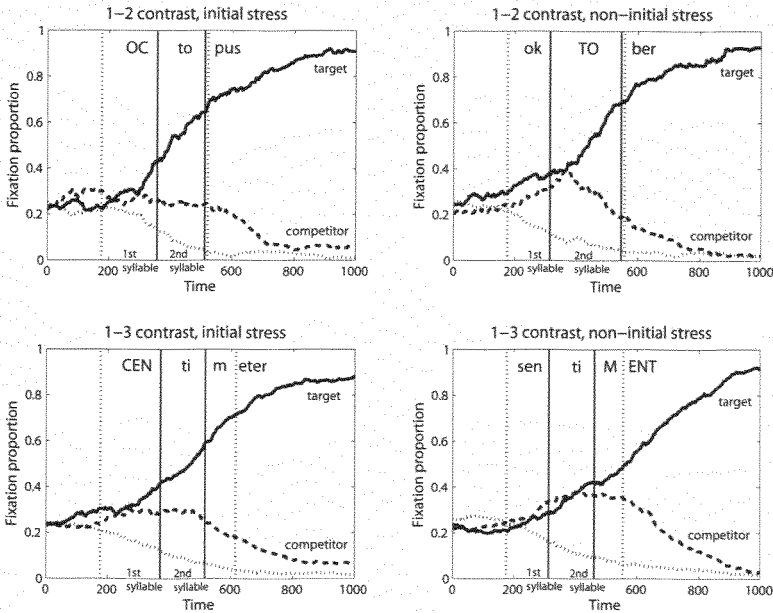 1−2 contrast, initial stress
1
0.8
0.6
0.4
0.2
0
Fixation proportion
OC to pus
target
competitor
1st syllable
2nd syllable
0 200 400 600 800 1000
Time
1−2 contrast, non−initial stress
1
0.8
0.6
0.4
0.2
0
Fixation proportion
ok TO ber
target
competitor
1st syllable
2nd syllable
0 200 400 600 800 1000
Time
1−3 contrast, initial stress
1
0.8
0.6
0.4
0.2
0
Fixation proportion
CEN ti m eter
target
competitor
1st syllable
2nd syllable
0 200 400 600 800 1000
Time
1−3 contrast, non−initial stress
1
0.8
0.6
0.4
0.2
0
Fixation proportion
sen ti M ENT
target
competitor
1st syllable
2nd syllable
0 200 400 600 800 1000
Time